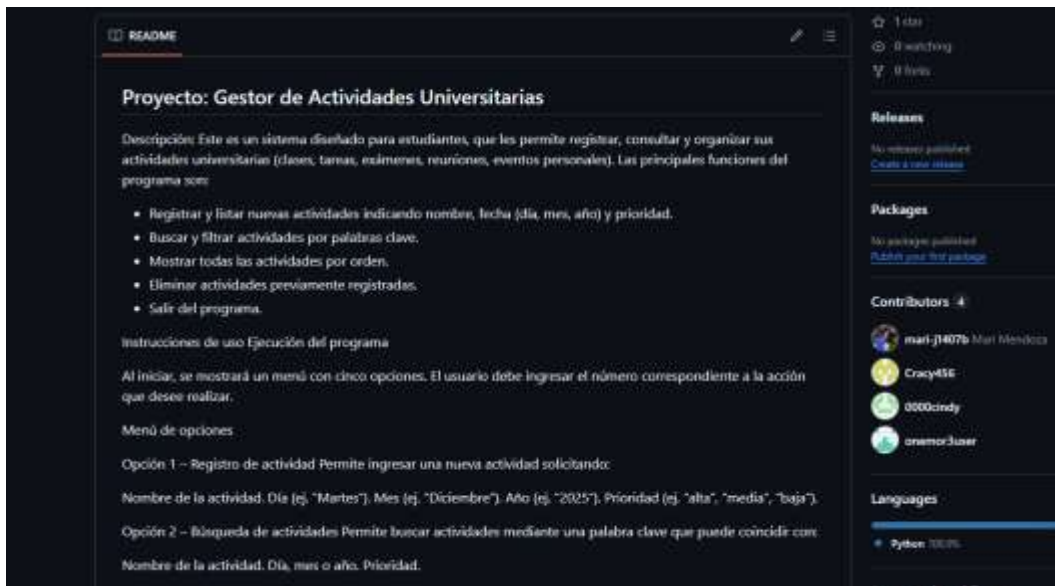 README
Proyecto: Gestor de Actividades Universitarias
Descripción: Este es un sistema diseñado para estudiantes, que les permite registrar, consultar y organizar sus
actividades universitarias (clases, tareas, exámenes, reuniones, eventos personales). Las principales funciones del
programa son:
• Registrar y listar nuevas actividades indicando nombre, fecha (día, mes, año) y prioridad.
• Buscar y filtrar actividades por palabras clave.
• Mostrar todas las actividades por orden.
• Eliminar actividades previamente registradas.
• Salir del programa.
Instrucciones de uso Ejecución del programa
Al iniciar, se mostrará un menú con cinco opciones. El usuario debe ingresar el número correspondiente a la acción
que desee realizar.
Menú de opciones
Opción 1 – Registro de actividad Permite ingresar una nueva actividad solicitando:
Nombre de la actividad. Día (ej. "Martes"). Mes (ej. "Diciembre"). Año (ej. "2025"). Prioridad (ej. "alta", "media", "baja").
Opción 2 – Búsqueda de actividades Permite buscar actividades mediante una palabra clave que puede coincidir con:
Nombre de la actividad. Día, mes o año. Prioridad.
1 star
0 watching
0 forks
Releases
No releases published
Create a new release
Packages
No packages published
Publish your first package
Contributors 4
mari-j1407b Mari Mendoza
Cracy456
0000cindy
onemor3user
Languages
Python 100.0%